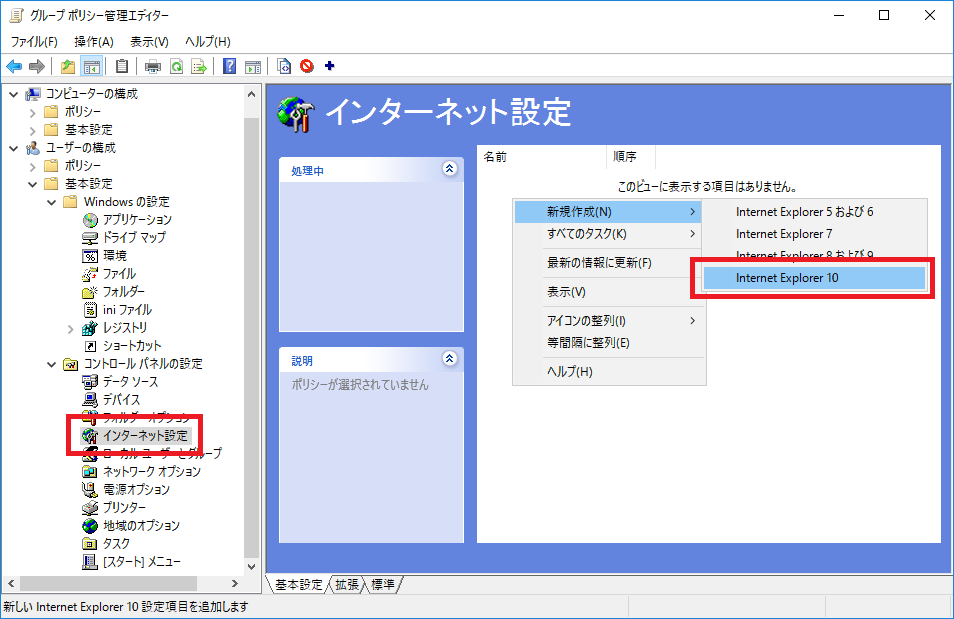 グループ ポリシー管理エディター
ファイル(F) 操作(A) 表示(V) ヘルプ(H)
コンピューターの構成
ポリシー
基本設定
ユーザーの構成
ポリシー
基本設定
Windows の設定
アプリケーション
ドライブ マップ
環境
ファイル
フォルダー
ini ファイル
レジストリ
ショートカット
コントロール パネルの設定
データ ソース
デバイス
フォルダー オプション
インターネット設定
ローカル ユーザーとグループ
ネットワーク オプション
電源オプション
プリンター
地域のオプション
タスク
[スタート] メニュー
インターネット設定
処理中
説明
ポリシーが選択されていません
名前 順序
このビューに表示する項目はありません。
新規作成(N)
すべてのタスク(K)
最新の情報に更新(F)
表示(V)
アイコンの整列(I)
等間隔に整列(E)
ヘルプ(H)
Internet Explorer 5 および 6
Internet Explorer 7
Internet Explorer 8 および 9
Internet Explorer 10
基本設定 拡張 標準
新しい Internet Explorer 10 設定項目を追加します